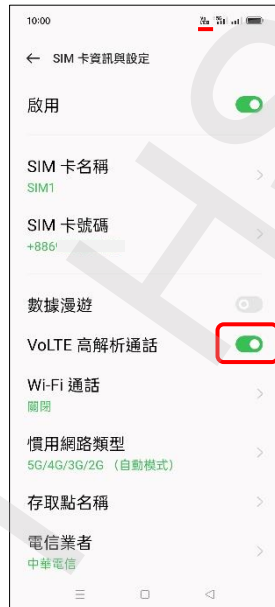 10:00
← SIM 卡資訊與設定
啟用
SIM 卡名稱
SIM1
SIM 卡號碼
+886
數據漫遊
VoLTE 高解析通話
Wi-Fi 通話
關閉
慣用網路類型
5G/4G/3G/2G （自動模式）
存取點名稱
電信業者
中華電信